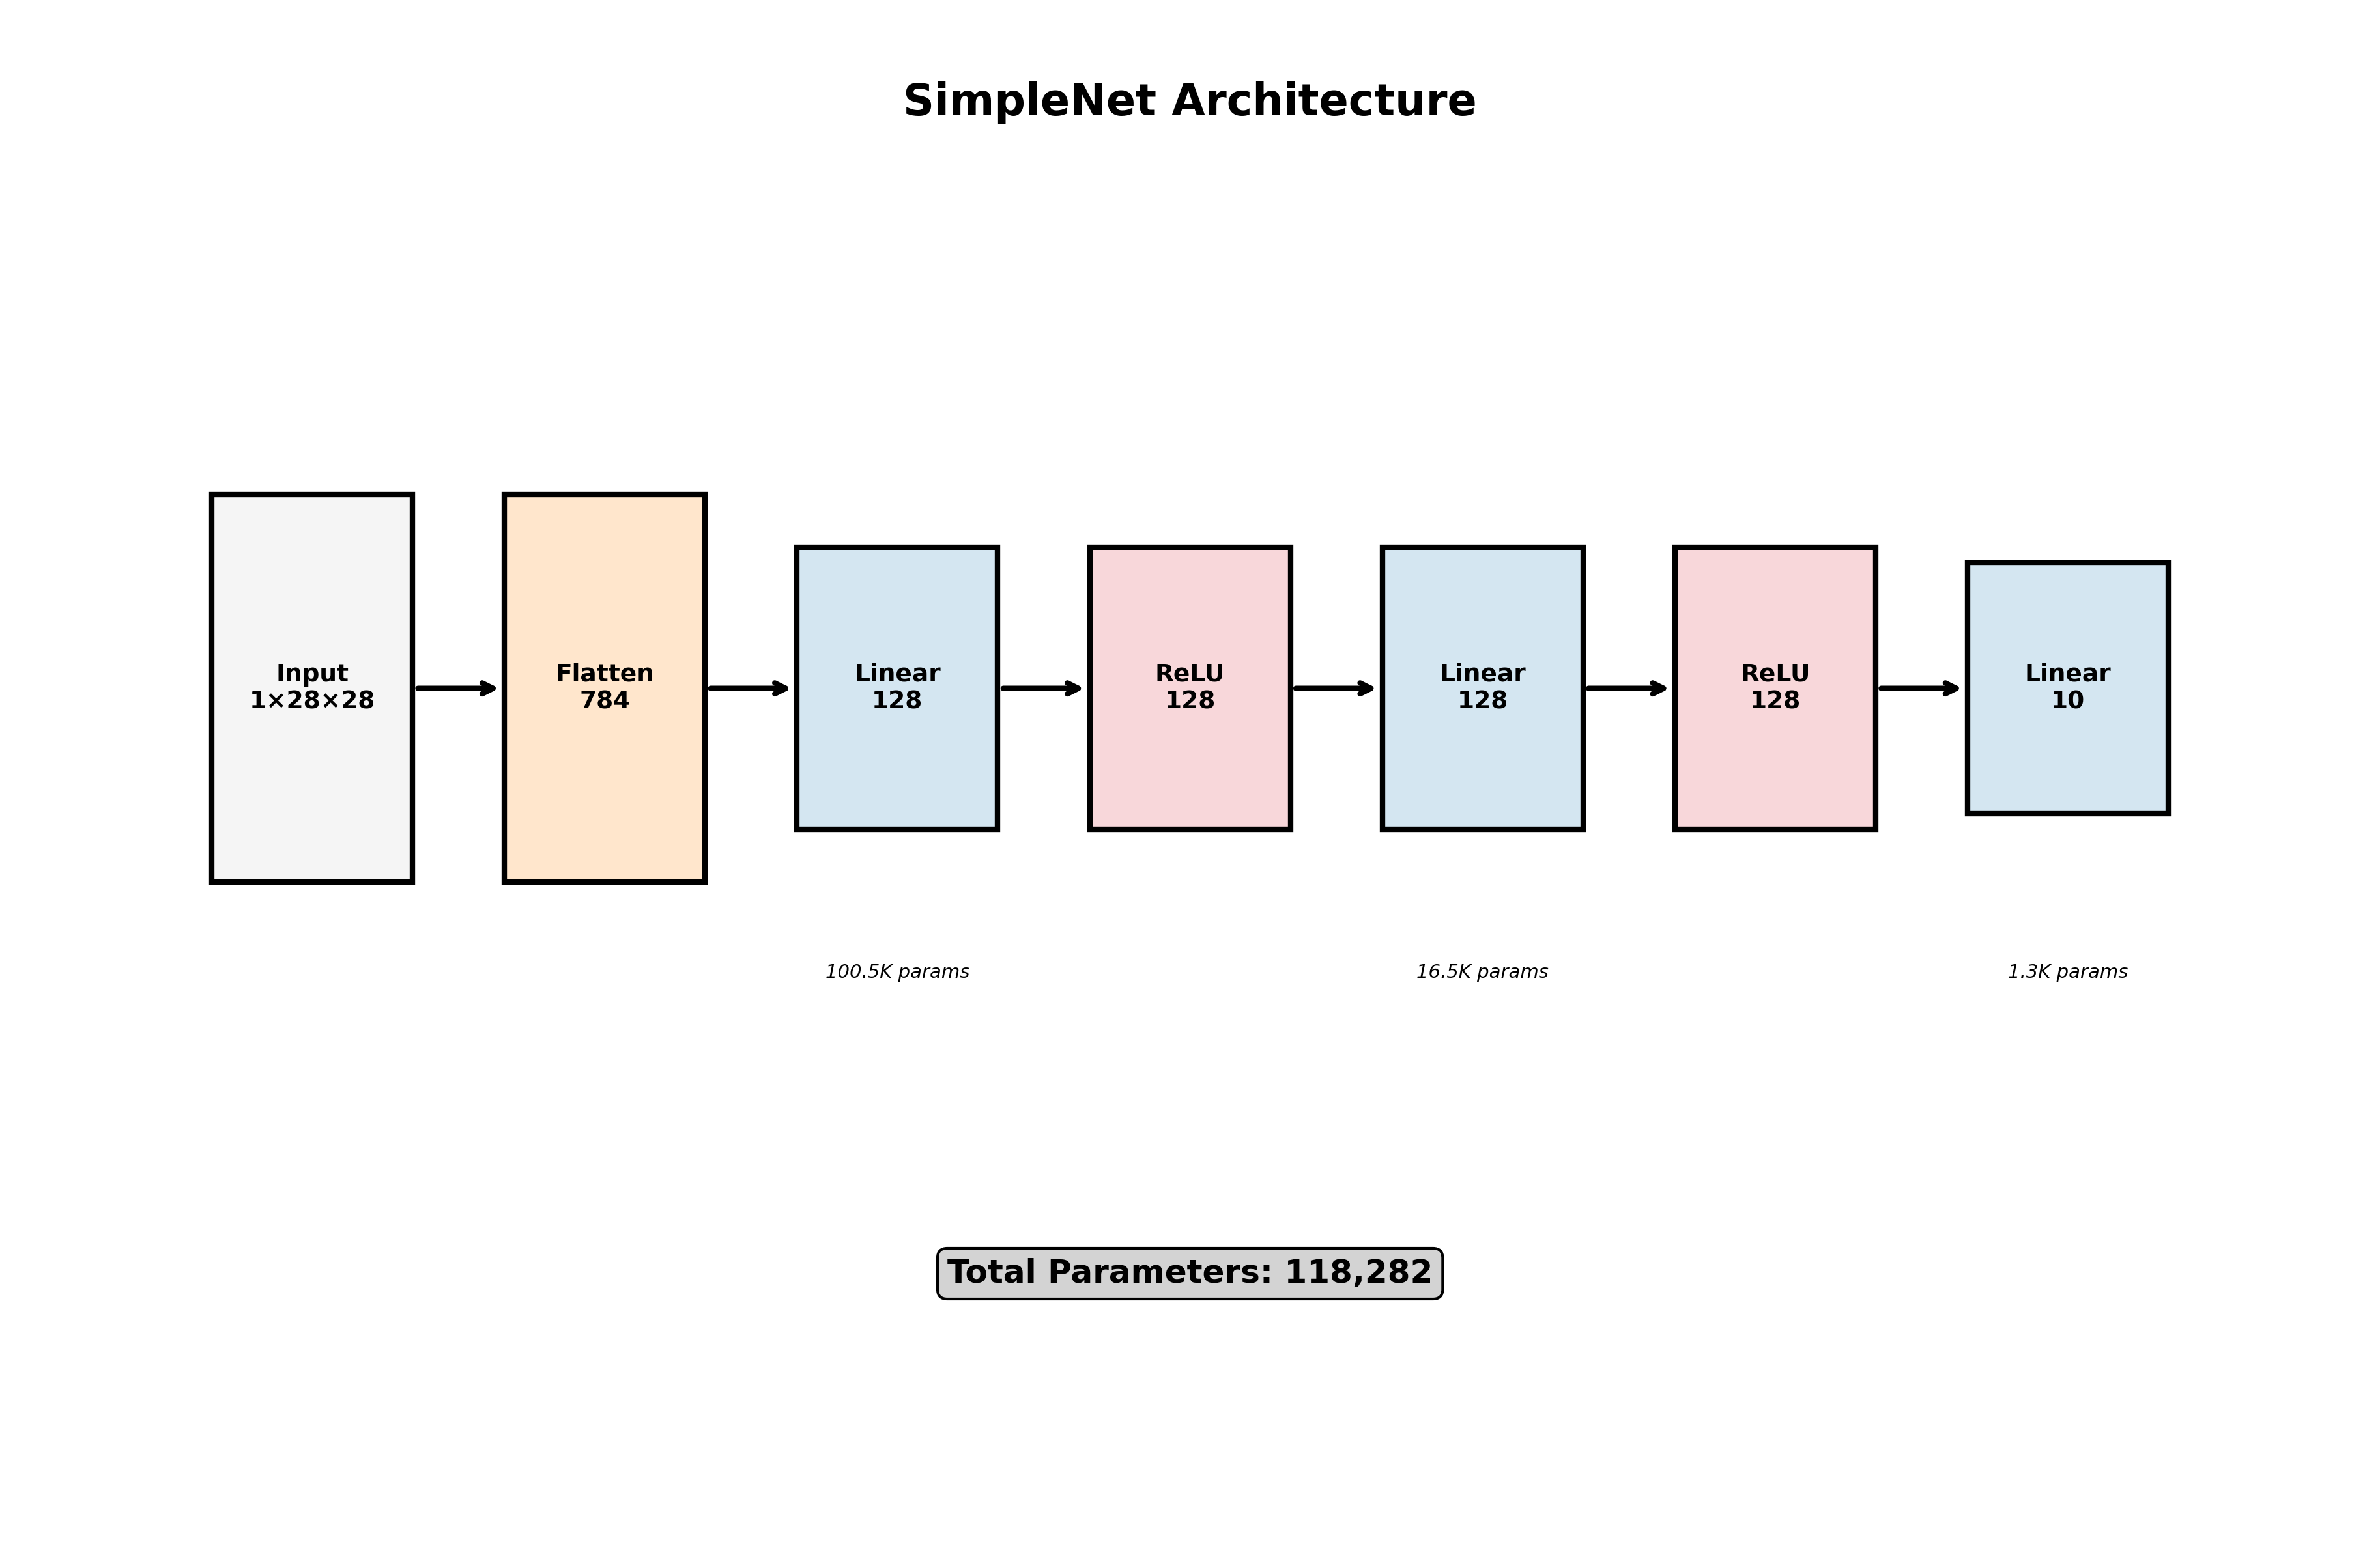 SimpleNet Architecture
Input
1×28×28
Flatten
784
Linear
128
ReLU
128
Linear
128
ReLU
128
Linear
10
100.5K params
16.5K params
1.3K params
Total Parameters: 118,282